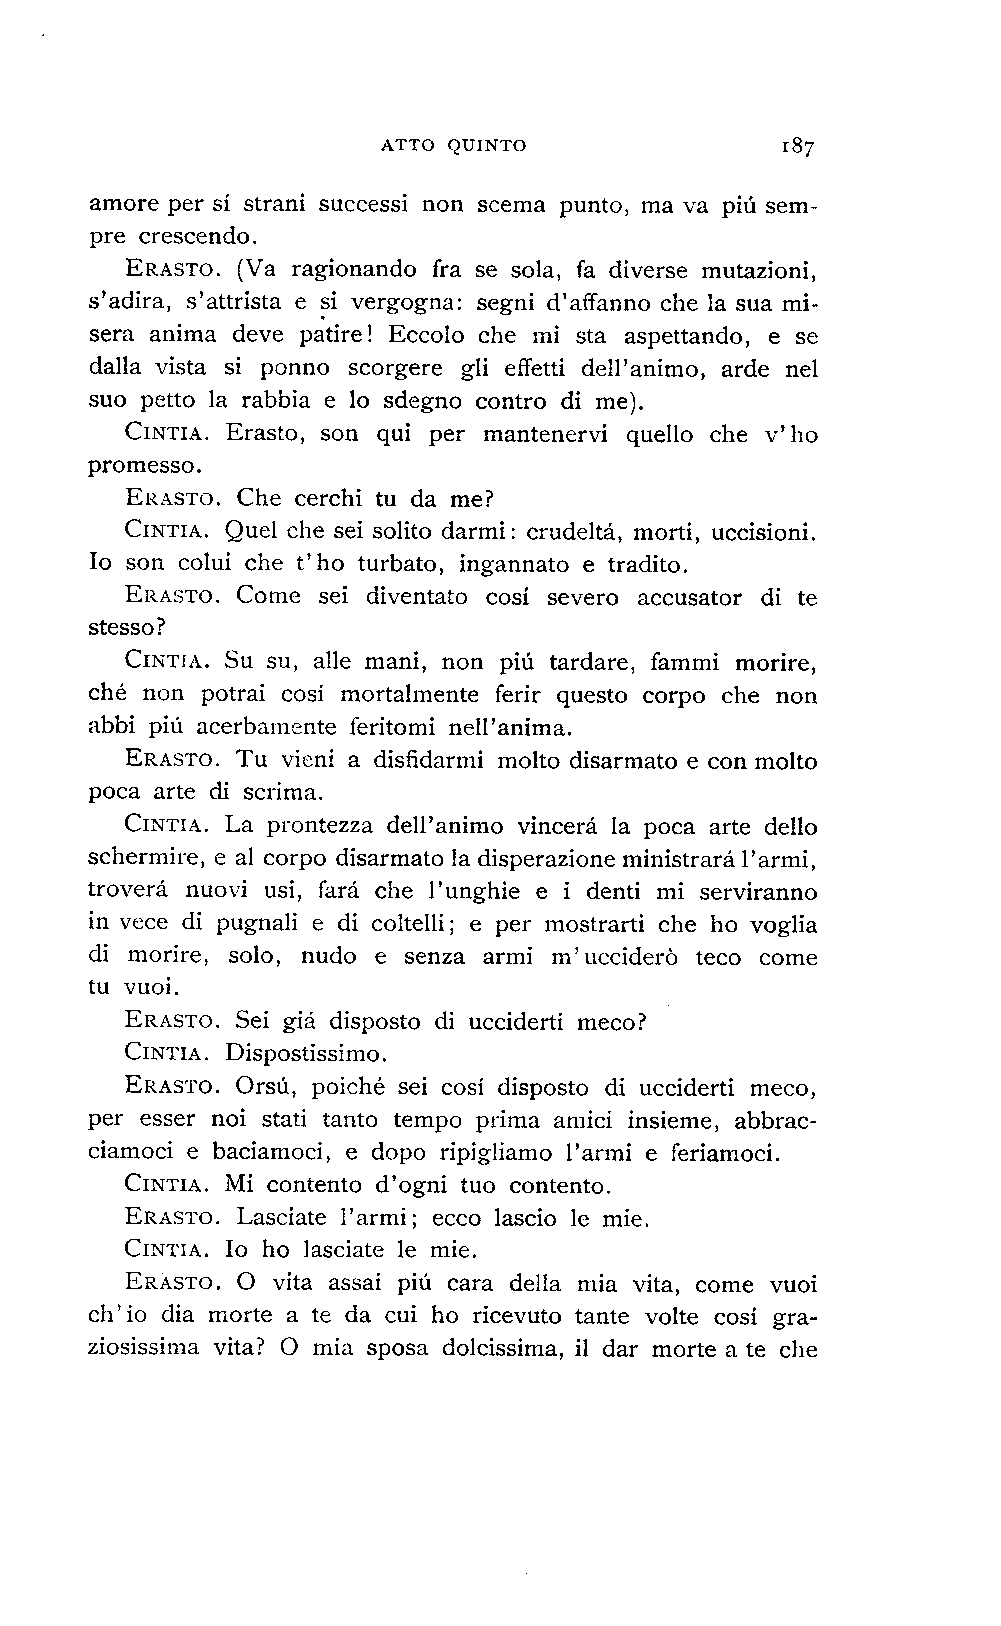 ATTO QUINTO 187
amore per sí strani successi non scema punto, ma va piú sem-
pre crescendo.
ERASTO. (Va ragionando fra se sola, fa diverse mutazioni,
s'adira, s'attrista e si vergogna: segni d'affanno che la sua mi-
sera anima deve patire! Eccolo che mi sta aspettando, e se
dalla vista si ponno scorgere gli effetti dell'animo, arde nel
suo petto la rabbia e lo sdegno contro di me).
CINTIA. Erasto, son qui per mantenervi quello che v'ho
promesso.
ERASTO. Che cerchi tu da me?
CINTIA. Quel che sei solito darmi: crudeltá, morti, uccisioni.
Io son colui che t'ho turbato, ingannato e tradito.
ERASTO. Come sei diventato cosí severo accusator di te
stesso?
CINTIA. Su su, alle mani, non piú tardare, fammi morire,
ché non potrai cosi mortalmente ferir questo corpo che non
abbi piú acerbamente feritomi nell'anima.
ERASTO. Tu vieni a disfidarmi molto disarmato e con molto
poca arte di scrima.
CINTIA. La prontezza dell'animo vincerá la poca arte dello
schermire, e al corpo disarmato la disperazione ministrará l'armi,
troverá nuovi usi, fará che l'unghie e i denti mi serviranno
in vece di pugnali e di coltelli; e per mostrarti che ho voglia
di morire, solo, nudo e senza armi m'ucciderò teco come
tu vuoi.
ERASTO. Sei giá disposto di ucciderti meco?
CINTIA. Dispostissimo.
ERASTO. Orsú, poiché sei cosí disposto di ucciderti meco,
per esser noi stati tanto tempo prima amici insieme, abbrac-
ciamoci e baciamoci, e dopo ripigliamo l'armi e feriamoci.
CINTIA. Mi contento d'ogni tuo contento.
ERASTO. Lasciate l'armi; ecco lascio le mie.
CINTIA. Io ho lasciate le mie.
ERASTO. O vita assai piú cara della mia vita, come vuoi
ch'io dia morte a te da cui ho ricevuto tante volte cosí gra-
ziosissima vita? O mia sposa dolcissima, il dar morte a te che